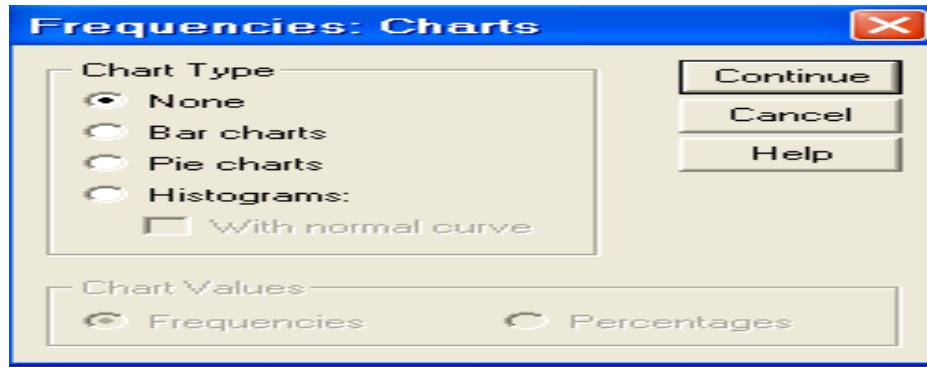 Frequencies: Charts
Chart Type
None
Bar charts
Pie charts
Histograms:
With normal curve
Continue
Cancel
Help
Chart Values
Frequencies
Percentages